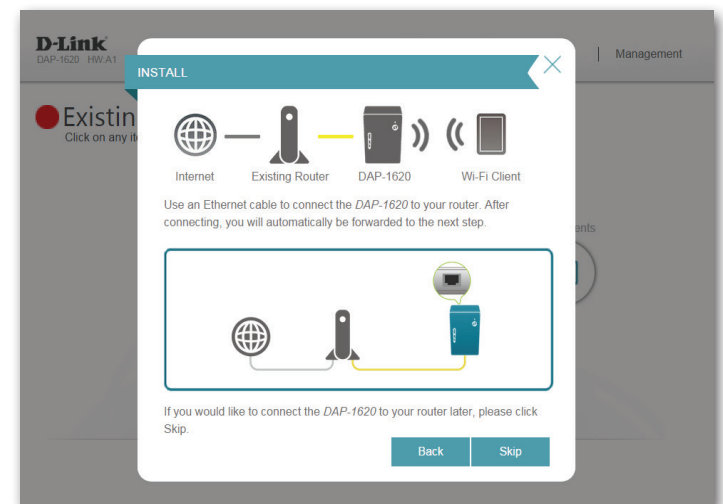 D-Link
DAP-1620 HW:A1
Management
INSTALL
Existin
Click on any it
Internet
Existing Router
DAP-1620
Wi-Fi Client
Use an Ethernet cable to connect the DAP-1620 to your router. After
connecting, you will automatically be forwarded to the next step.
ents
If you would like to connect the DAP-1620 to your router later, please click
Skip.
Back
Skip